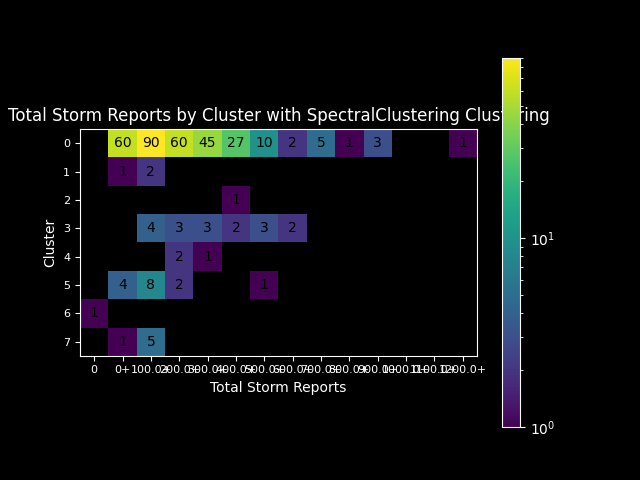 Total Storm Reports by Cluster with SpectralClustering Clustering
0 60 90 60 45 27 10 2 5 1 3 1
1 1 2
2 1
3 4 3 3 2 3 2
4 2 1
5 4 8 2 1
6 1
7 1 5
Cluster
0 0+ 100.0+ 200.0+ 300.0+ 400.0+ 500.0+ 600.0+ 700.0+ 800.0+ 900.0+ 1000.0+ 1100.0+ 1200.0+
Total Storm Reports
10¹
10⁰